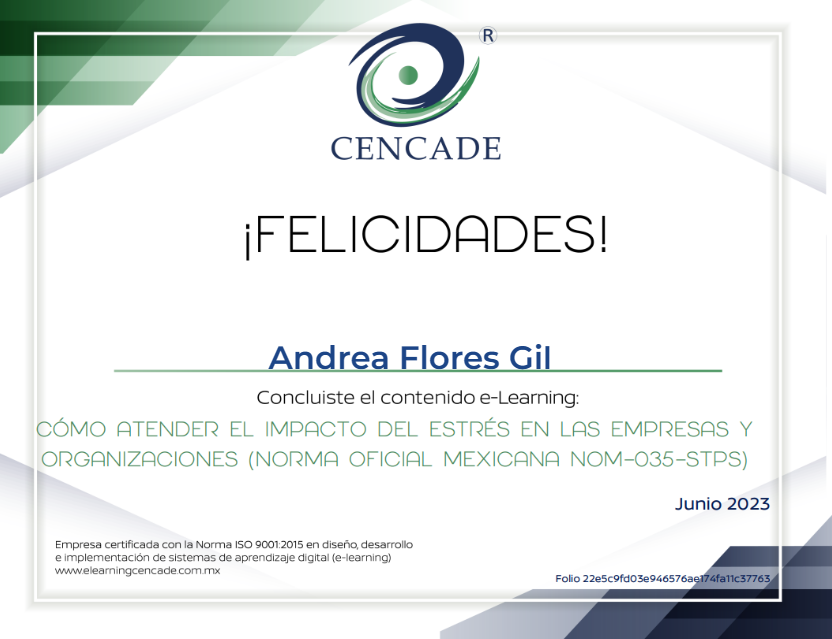 ®
CENCADE
¡FELICIDADES!
Andrea Flores Gil
Concluiste el contenido e-Learning:
CÓMO ATENDER EL IMPACTO DEL ESTRÉS EN LAS EMPRESAS Y
ORGANIZACIONES (NORMA OFICIAL MEXICANA NOM-035-STPS)
Junio 2023
Empresa certificada con la Norma ISO 9001:2015 en diseño, desarrollo
e implementación de sistemas de aprendizaje digital (e-learning)
www.elearningcencade.com.mx
Folio 22e5c9fd03e946576ae174fa11c37763